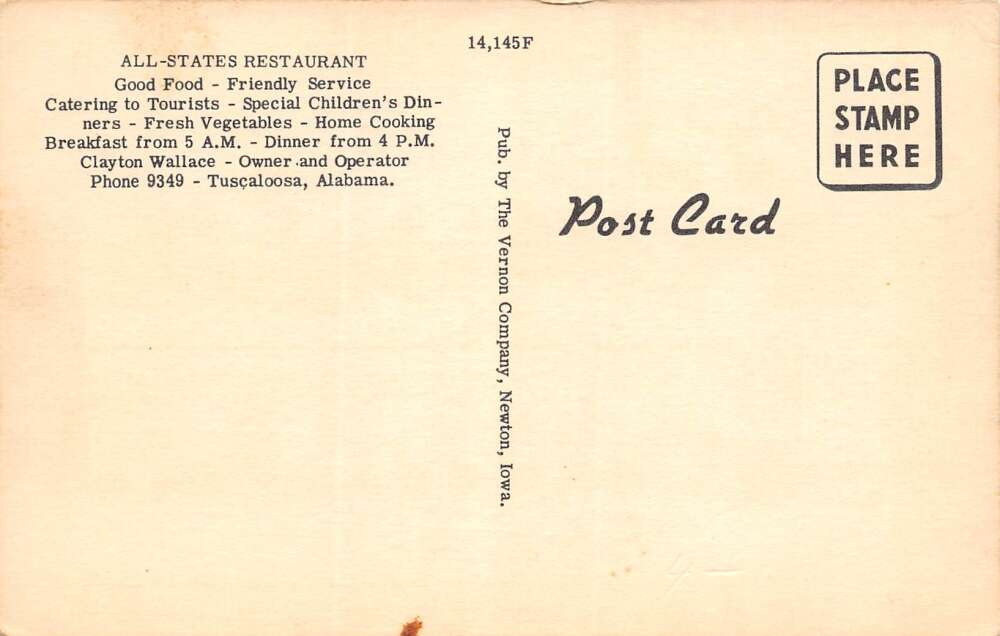 14,145F
ALL-STATES RESTAURANT
Good Food - Friendly Service
Catering to Tourists - Special Children's Din-
ners - Fresh Vegetables - Home Cooking
Breakfast from 5 A.M. - Dinner from 4 P.M.
Clayton Wallace - Owner and Operator
Phone 9349 - Tuscaloosa, Alabama.
Pub. by The Vernon Company, Newton, Iowa.
PLACE
STAMP
HERE
Post Card